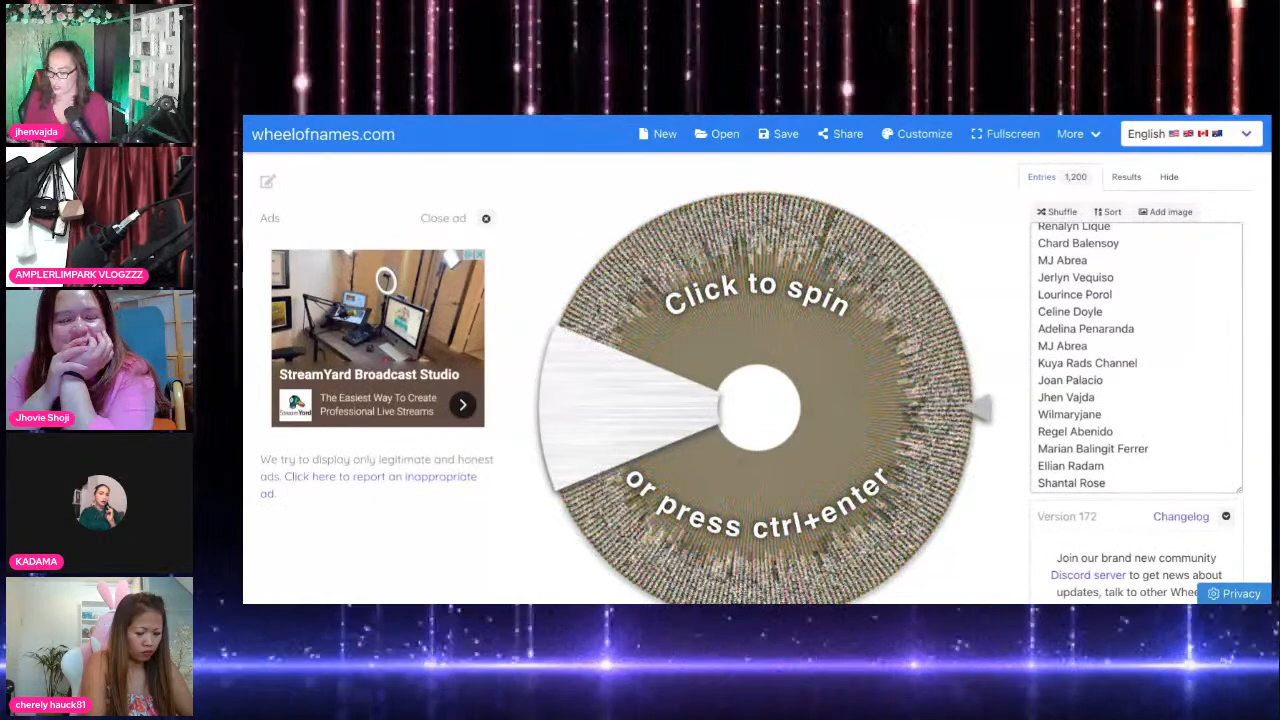 jhenvajda
AMPLERLIMPARK VLOGZZZ
Jhovie Shoji
KADAMA
cherely hauck81
wheelofnames.com
New
Open
Save
Share
Customize
Fullscreen
More
English
Ads
Close ad
StreamYard Broadcast Studio
StreamYard
The Easiest Way To Create
Professional Live Streams
We try to display only legitimate and honest
ads. Click here to report an inappropriate
ad.
Click to spin
or press ctrl+enter
Entries 1,200
Results
Hide
Shuffle
Sort
Add image
Renalyn Lique
Chard Balensoy
MJ Abrea
Jerlyn Vequiso
Lourince Porol
Celine Doyle
Adelina Penaranda
MJ Abrea
Kuya Rads Channel
Joan Palacio
Jhen Vajda
Wilmaryjane
Regel Abenido
Marian Balingit Ferrer
Ellian Radam
Shantal Rose
Version 172
Changelog
Join our brand new community
Discord server to get news about
updates, talk to other Whee
Privacy